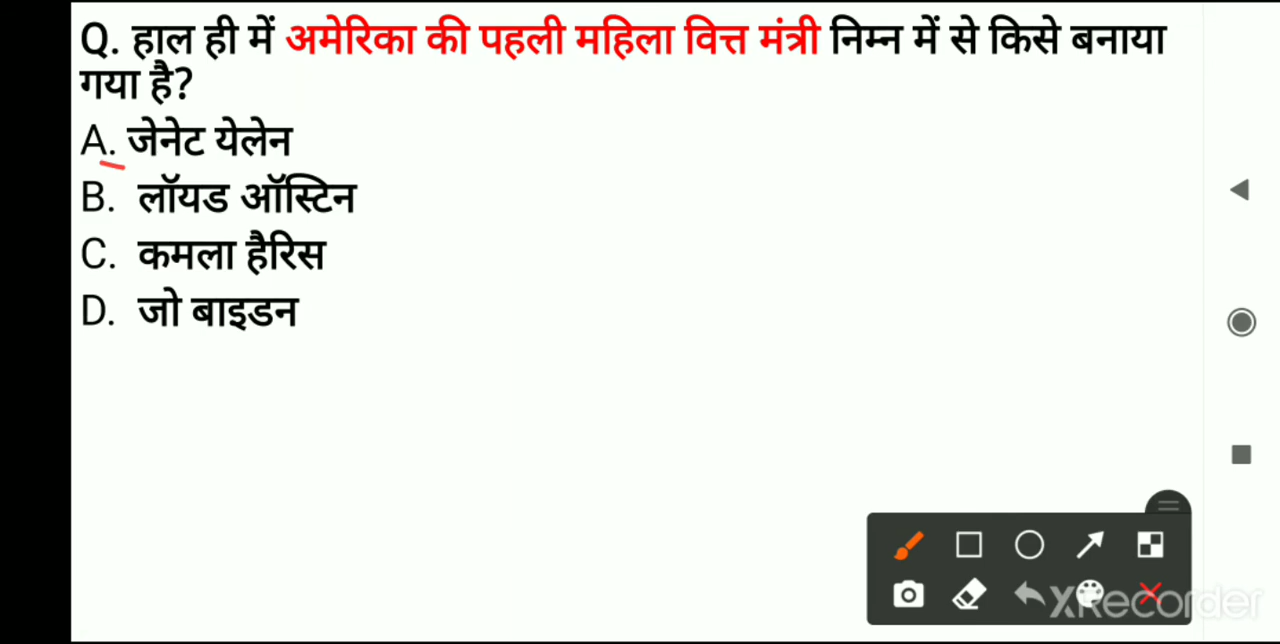 Q. हाल ही में अमेरिका की पहली महिला वित्त मंत्री निम्न में से किसे बनाया
गया है?
A. जेनेट येलेन
B. लॉयड ऑस्टिन
C. कमला हैरिस
D. जो बाइडन
XRecorder